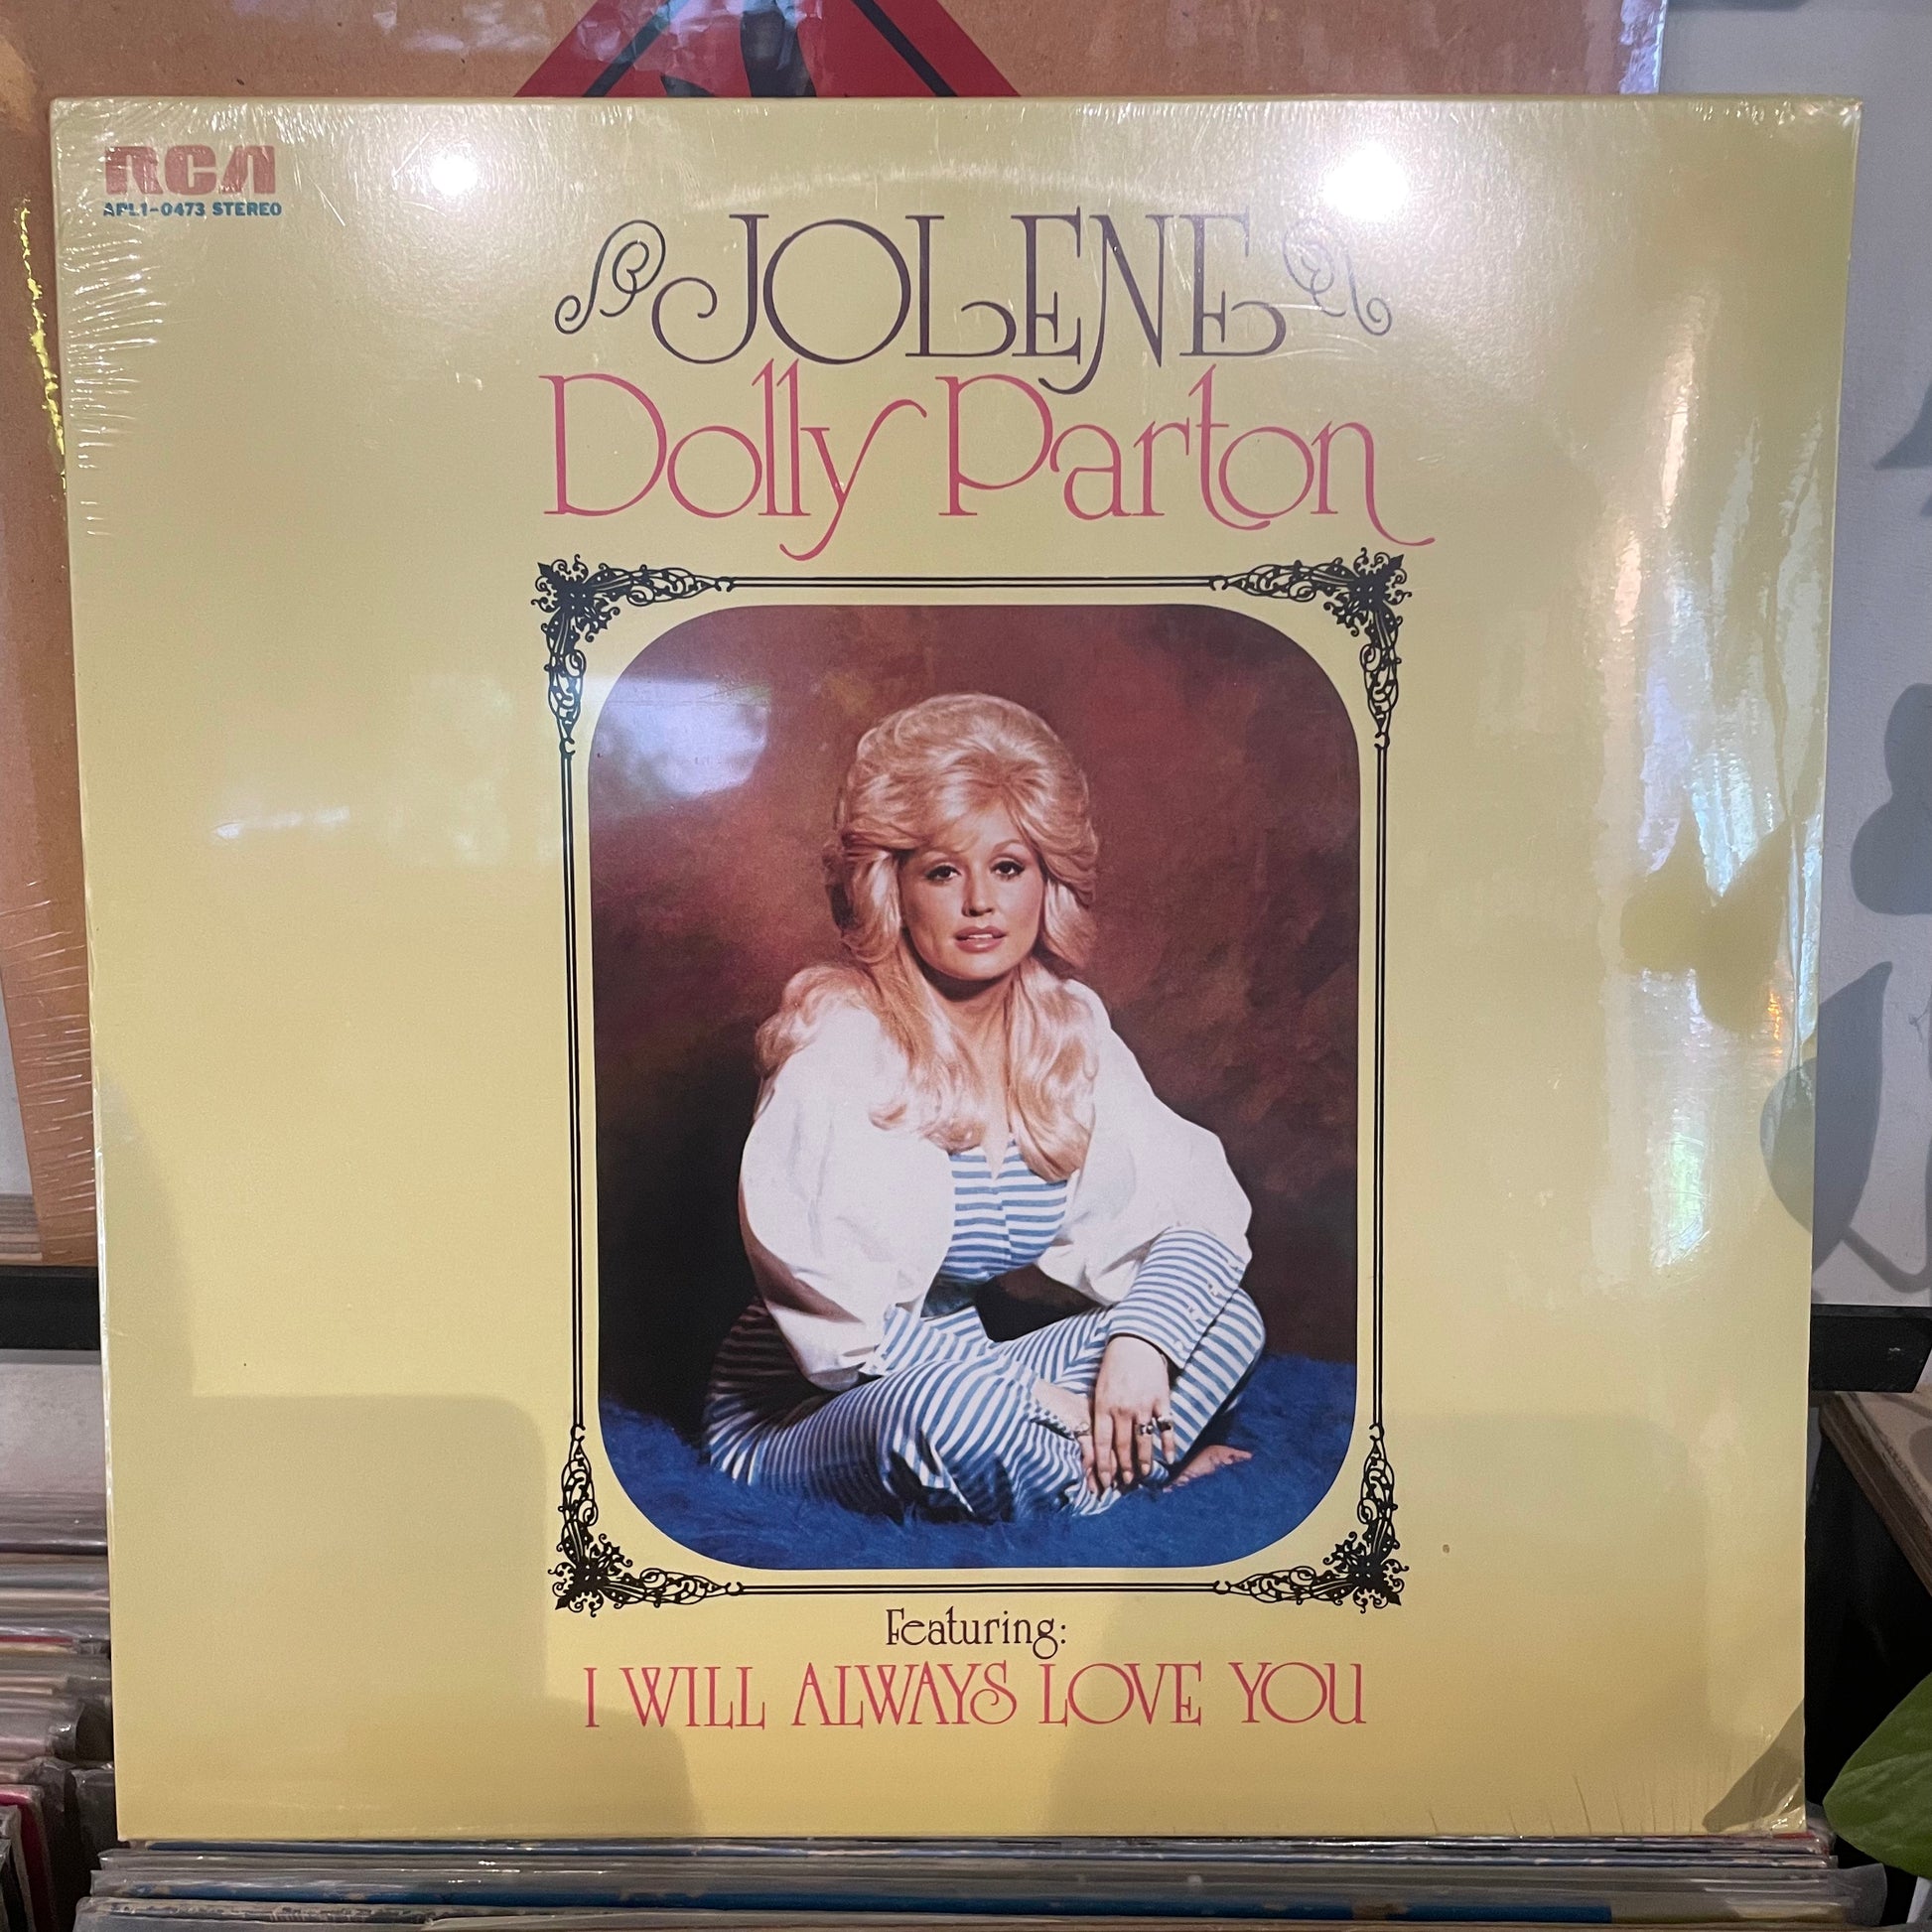 RCA
APL1-0473 STEREO
JOLENE
Dolly Parton
Featuring:
I WILL ALWAYS LOVE YOU